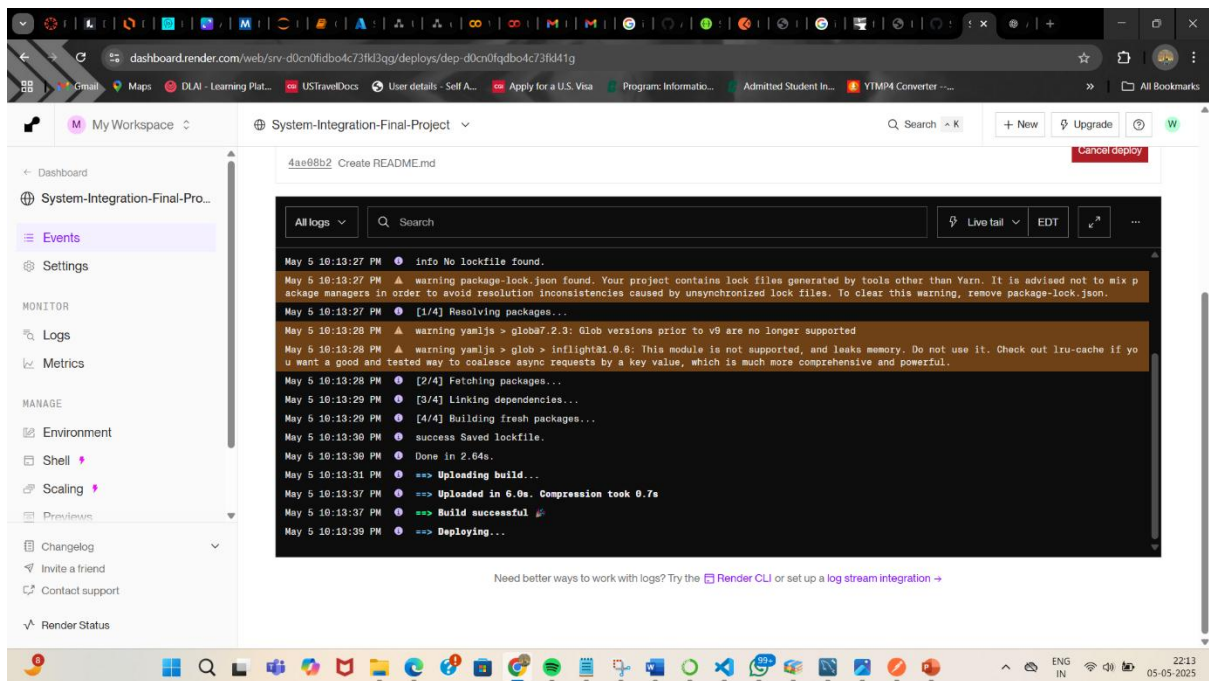 dashboard.render.com/web/srv-d0cn0fidbo4c73fkl3qg/deploys/dep-d0cn0fqdbo4c73fkl41g
Gmail Maps DLAI - Learning Plat... USTravelDocs User details - Self A... Apply for a U.S. Visa Program: Informatio... Admitted Student In... YTMP4 Converter --... » All Bookmarks
M My Workspace System-Integration-Final-Project Search ^ K + New Upgrade W
← Dashboard
System-Integration-Final-Pro...
Events
Settings
MONITOR
Logs
Metrics
MANAGE
Environment
Shell
Scaling
Previews
Changelog
Invite a friend
Contact support
Render Status
4ae08b2 Create README.md
Cancel deploy
All logs Search Live tail EDT ...
May 5 10:13:27 PM info No lockfile found.
May 5 10:13:27 PM warning package-lock.json found. Your project contains lock files generated by tools other than Yarn. It is advised not to mix p
ackage managers in order to avoid resolution inconsistencies caused by unsynchronized lock files. To clear this warning, remove package-lock.json.
May 5 10:13:27 PM [1/4] Resolving packages...
May 5 10:13:28 PM warning yamljs > glob@7.2.3: Glob versions prior to v9 are no longer supported
May 5 10:13:28 PM warning yamljs > glob > inflight@1.0.6: This module is not supported, and leaks memory. Do not use it. Check out lru-cache if yo
u want a good and tested way to coalesce async requests by a key value, which is much more comprehensive and powerful.
May 5 10:13:28 PM [2/4] Fetching packages...
May 5 10:13:29 PM [3/4] Linking dependencies...
May 5 10:13:29 PM [4/4] Building fresh packages...
May 5 10:13:30 PM success Saved lockfile.
May 5 10:13:30 PM Done in 2.64s.
May 5 10:13:31 PM ==> Uploading build...
May 5 10:13:37 PM ==> Uploaded in 6.0s. Compression took 0.7s
May 5 10:13:37 PM ==> Build successful 🎉
May 5 10:13:39 PM ==> Deploying...
Need better ways to work with logs? Try the Render CLI or set up a log stream integration →
8
99+
ENG
IN
22:13
05-05-2025